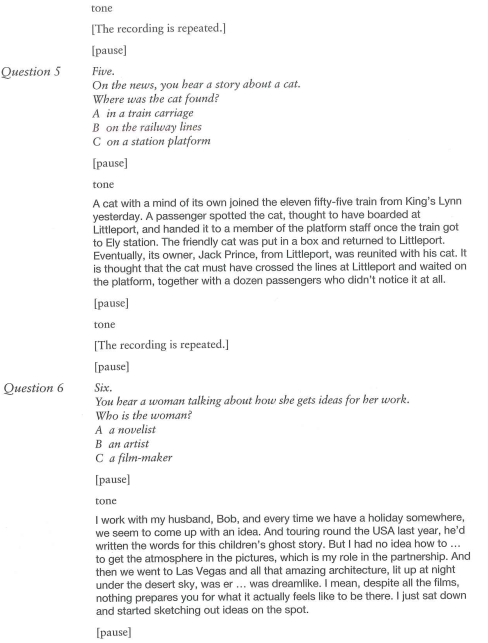 tone
[The recording is repeated.]
[pause]
Question 5 Five.
On the news, you hear a story about a cat.
Where was the cat found?
A in a train carriage
B on the railway lines
C on a station platform
[pause]
tone
A cat with a mind of its own joined the eleven fifty-five train from King's Lynn
yesterday. A passenger spotted the cat, thought to have boarded at
Littleport, and handed it to a member of the platform staff once the train got
to Ely station. The friendly cat was put in a box and returned to Littleport.
Eventually, its owner, Jack Prince, from Littleport, was reunited with his cat. It
is thought that the cat must have crossed the lines at Littleport and waited on
the platform, together with a dozen passengers who didn't notice it at all.
[pause]
tone
[The recording is repeated.]
[pause]
Question 6 Six.
You hear a woman talking about how she gets ideas for her work.
Who is the woman?
A a novelist
B an artist
C a film-maker
[pause]
tone
I work with my husband, Bob, and every time we have a holiday somewhere,
we seem to come up with an idea. And touring round the USA last year, he'd
written the words for this children's ghost story. But I had no idea how to ...
to get the atmosphere in the pictures, which is my role in the partnership. And
then we went to Las Vegas and all that amazing architecture, lit up at night
under the desert sky, was er ... was dreamlike. I mean, despite all the films,
nothing prepares you for what it actually feels like to be there. I just sat down
and started sketching out ideas on the spot.
[pause]